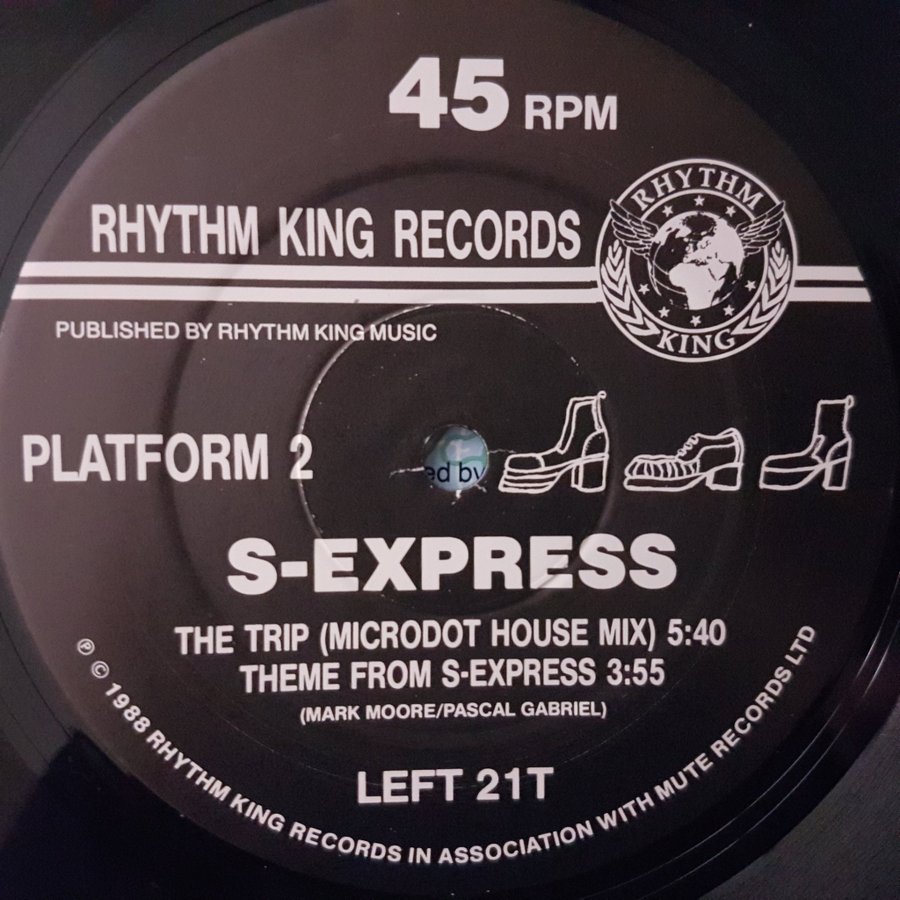 45 RPM
RHYTHM KING RECORDS
RHYTHM
KING
PUBLISHED BY RHYTHM KING MUSIC
PLATFORM 2
ed by
S-EXPRESS
THE TRIP (MICRODOT HOUSE MIX) 5:40
THEME FROM S-EXPRESS 3:55
(MARK MOORE/PASCAL GABRIEL)
LEFT 21T
℗ © 1988 RHYTHM KING RECORDS IN ASSOCIATION WITH MUTE RECORDS LTD